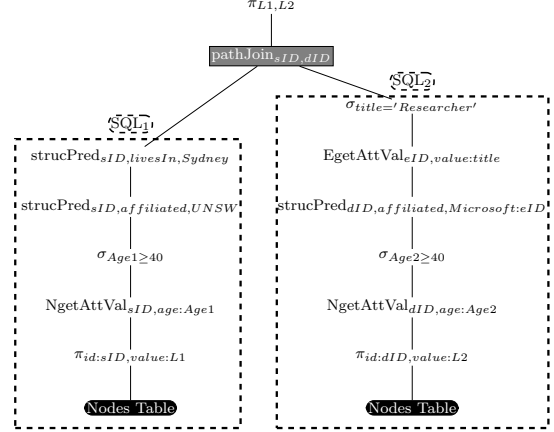 π_{L1,L2}
pathJoin_{sID,dID}
SQL_1
strucPred_{sID,livesIn,Sydney}
strucPred_{sID,affiliated,UNSW}
σ_{Age1≥40}
NgetAttVal_{sID,age:Age1}
π_{id:sID,value:L1}
Nodes Table
SQL_2
σ_{title='Researcher'}
EgetAttVal_{eID,value:title}
strucPred_{dID,affiliated,Microsoft:eID}
σ_{Age2≥40}
NgetAttVal_{dID,age:Age2}
π_{id:dID,value:L2}
Nodes Table